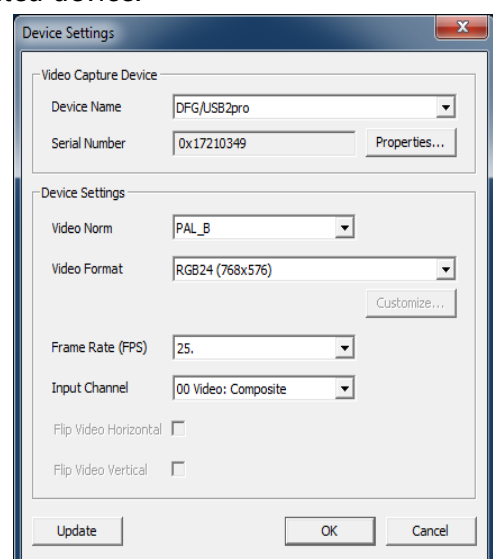 Device Settings
Video Capture Device
Device Name DFG/USB2pro
Serial Number 0x17210349 Properties...
Device Settings
Video Norm PAL_B
Video Format RGB24 (768x576)
Customize...
Frame Rate (FPS) 25.
Input Channel 00 Video: Composite
Flip Video Horizontal
Flip Video Vertical
Update OK Cancel